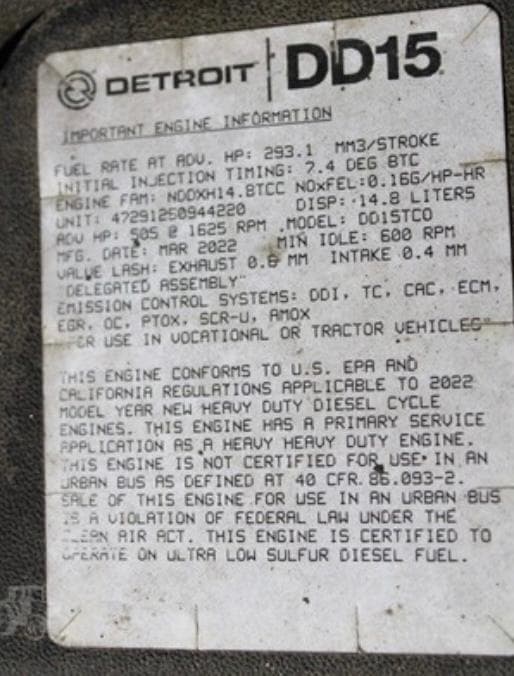 DETROIT | DD15
IMPORTANT ENGINE INFORMATION
FUEL RATE AT ADV. HP: 293.1 MM3/STROKE
INITIAL INJECTION TIMING: 7.4 DEG BTC
ENGINE FAM: NDDXH14.8TCC NOxFEL:0.16G/HP-HR
UNIT: 47291250944220 DISP: 14.8 LITERS
ADV HP: 505 @ 1625 RPM MODEL: DD15TCO
MFG. DATE: MAR 2022 MIN IDLE: 600 RPM
VALUE LASH: EXHAUST 0.6 MM INTAKE 0.4 MM
"DELEGATED ASSEMBLY"
EMISSION CONTROL SYSTEMS: DDI, TC, CAC, ECM,
EGR, OC, PTOX, SCR-U, AMOX
FOR USE IN VOCATIONAL OR TRACTOR VEHICLES"
THIS ENGINE CONFORMS TO U.S. EPA AND
CALIFORNIA REGULATIONS APPLICABLE TO 2022
MODEL YEAR NEW HEAVY DUTY DIESEL CYCLE
ENGINES. THIS ENGINE HAS A PRIMARY SERVICE
APPLICATION AS A HEAVY HEAVY DUTY ENGINE.
THIS ENGINE IS NOT CERTIFIED FOR USE IN AN
URBAN BUS AS DEFINED AT 40 CFR. 86.093-2.
SALE OF THIS ENGINE FOR USE IN AN URBAN BUS
IS A VIOLATION OF FEDERAL LAW UNDER THE
CLEAN AIR ACT. THIS ENGINE IS CERTIFIED TO
OPERATE ON ULTRA LOW SULFUR DIESEL FUEL.